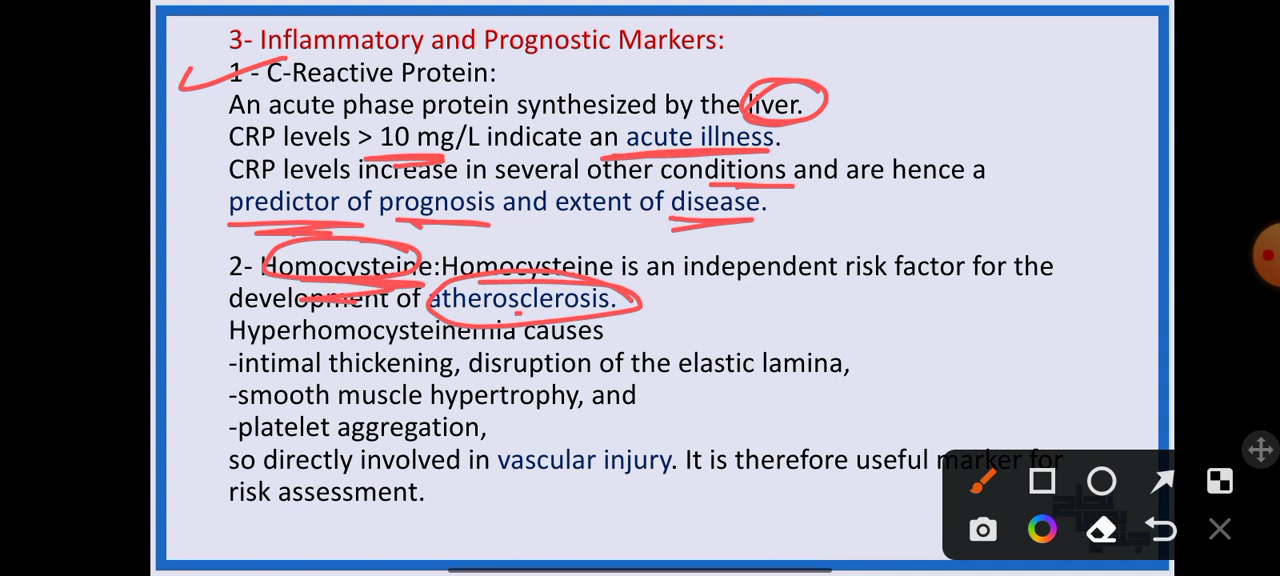 3- Inflammatory and Prognostic Markers:
1 - C-Reactive Protein:
An acute phase protein synthesized by the liver.
CRP levels > 10 mg/L indicate an acute illness.
CRP levels increase in several other conditions and are hence a
predictor of prognosis and extent of disease.
2- Homocysteine:Homocysteine is an independent risk factor for the
development of atherosclerosis.
Hyperhomocysteinemia causes
-intimal thickening, disruption of the elastic lamina,
-smooth muscle hypertrophy, and
-platelet aggregation,
so directly involved in vascular injury. It is therefore useful marker for
risk assessment.